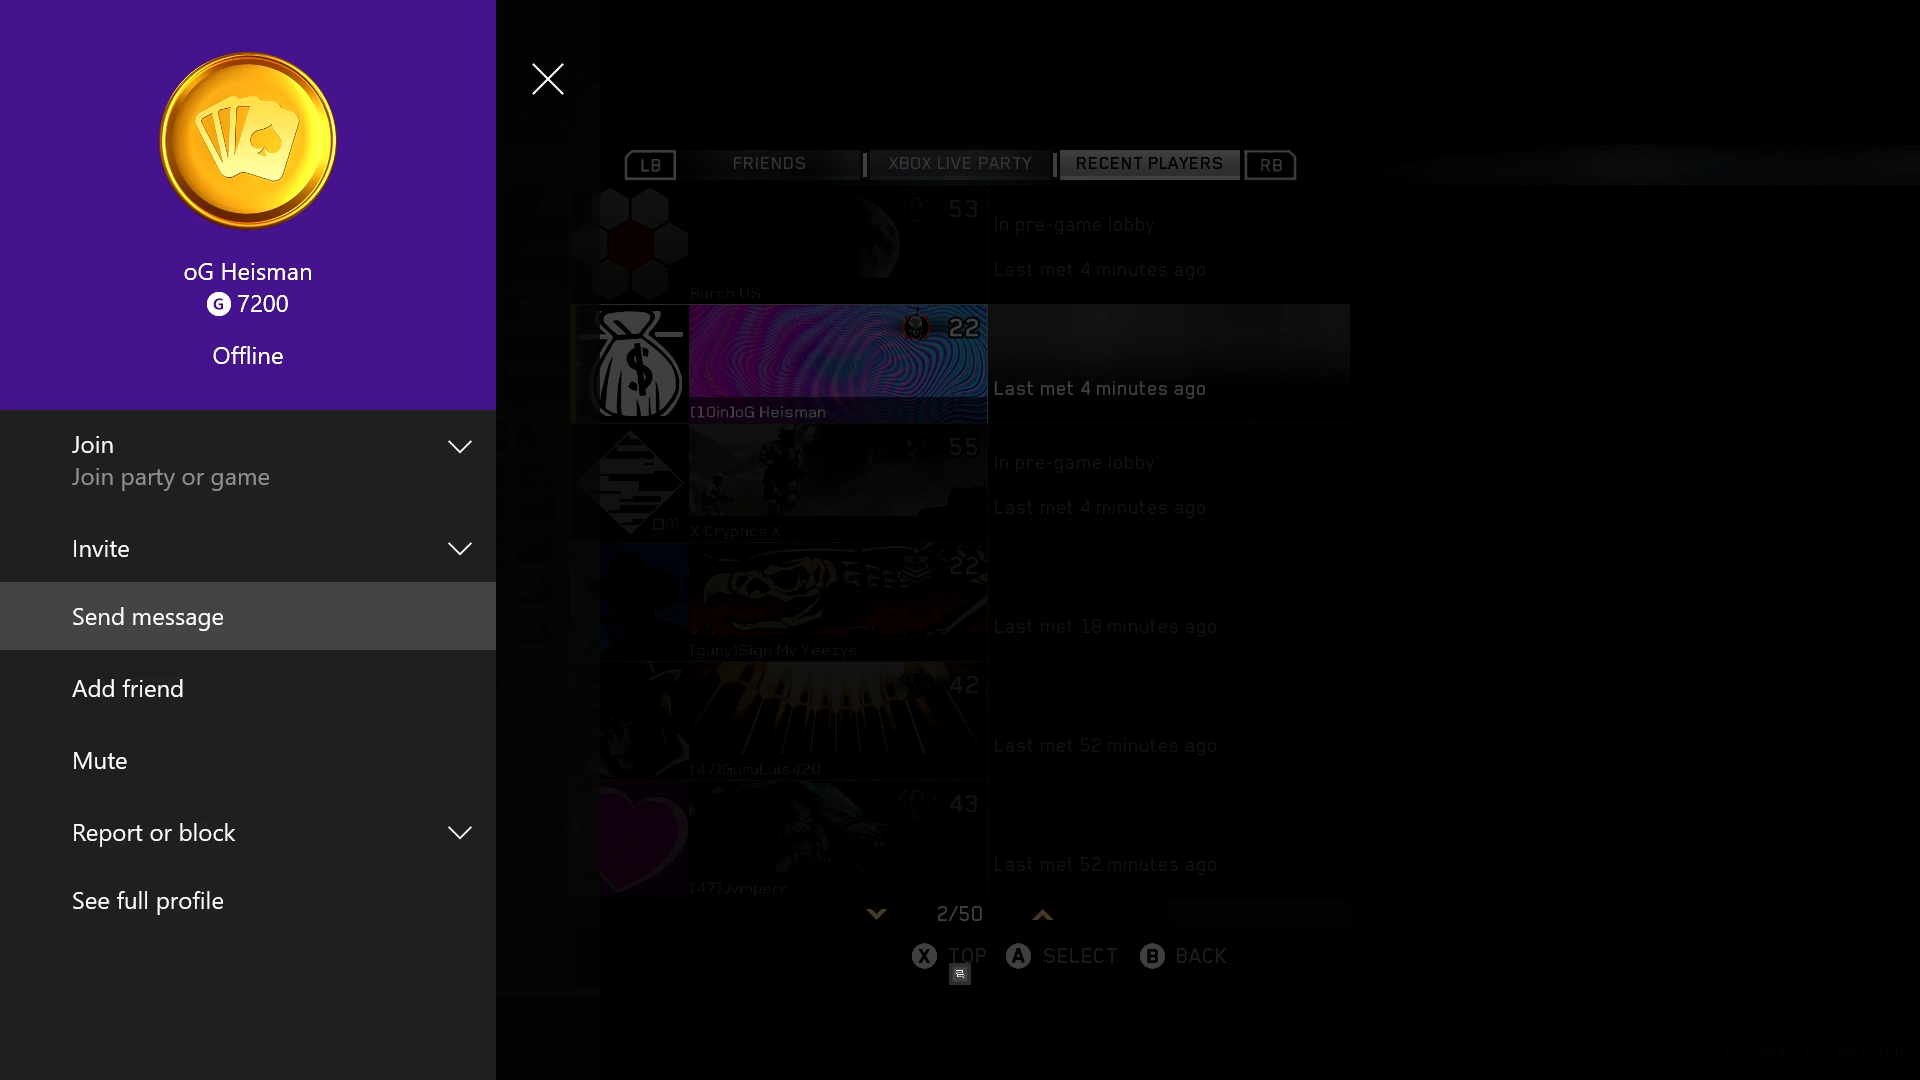 oG Heisman
G 7200
Offline
Join
Join party or game
Invite
Send message
Add friend
Mute
Report or block
See full profile
LB FRIENDS XBOX LIVE PARTY RECENT PLAYERS RB
53
In pre-game lobby
Last met 4 minutes ago
Burch US
22
Last met 4 minutes ago
[10in]oG Heisman
55
In pre-game lobby
Last met 4 minutes ago
X Cryptics X
22
Last met 18 minutes ago
[guny]Sign My Yeezys
42
Last met 52 minutes ago
[47]GuruLuis420
43
Last met 52 minutes ago
[47]Jvmperr
2/50
X TOP A SELECT B BACK